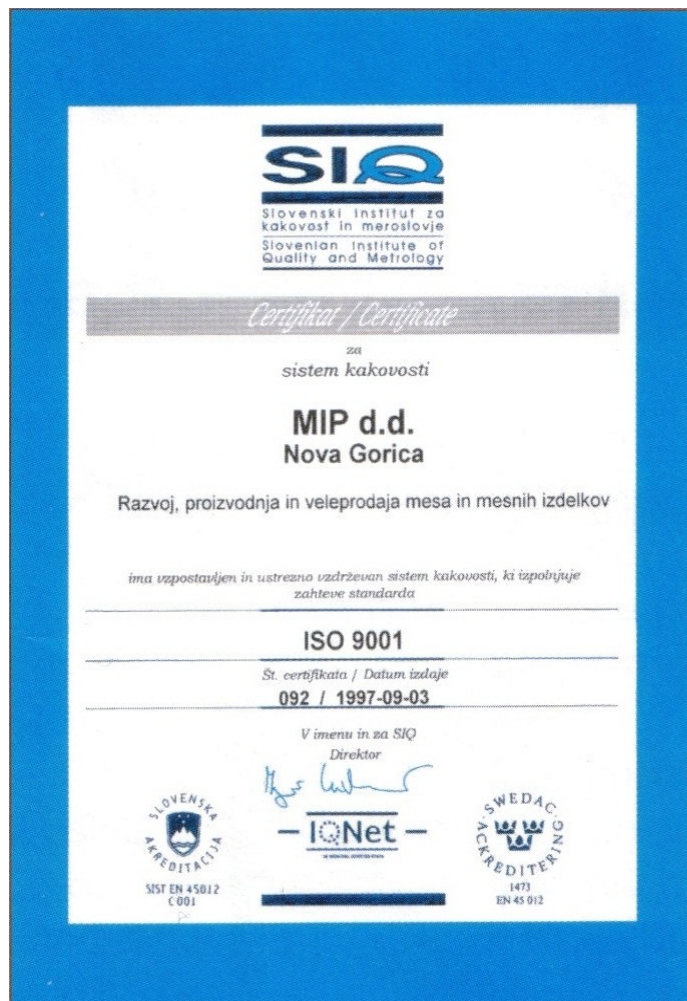 SIQ
Slovenski institut za
kakovost in meroslovje
Slovenian Institute of
Quality and Metrology
Certifikat / Certificate
za
sistem kakovosti
MIP d.d.
Nova Gorica
Razvoj, proizvodnja in veleprodaja mesa in mesnih izdelkov
ima vzpostavljen in ustrezno vzdrževan sistem kakovosti, ki izpolnjuje
zahteve standarda
ISO 9001
Št. certifikata / Datum izdaje
092 / 1997-09-03
V imenu in za SIQ
Direktor
SLOVENSKA
AKREDITACIJA
SIST EN 45012
C 001
IQNet
SWEDAC
ACKREDITERING
1473
EN 45 012